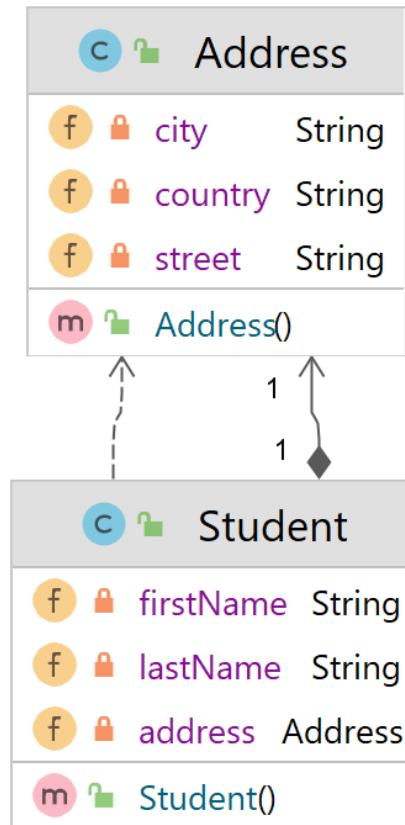 C Address
f city String
f country String
f street String
m Address()
1
1
C Student
f firstName String
f lastName String
f address Address
m Student()